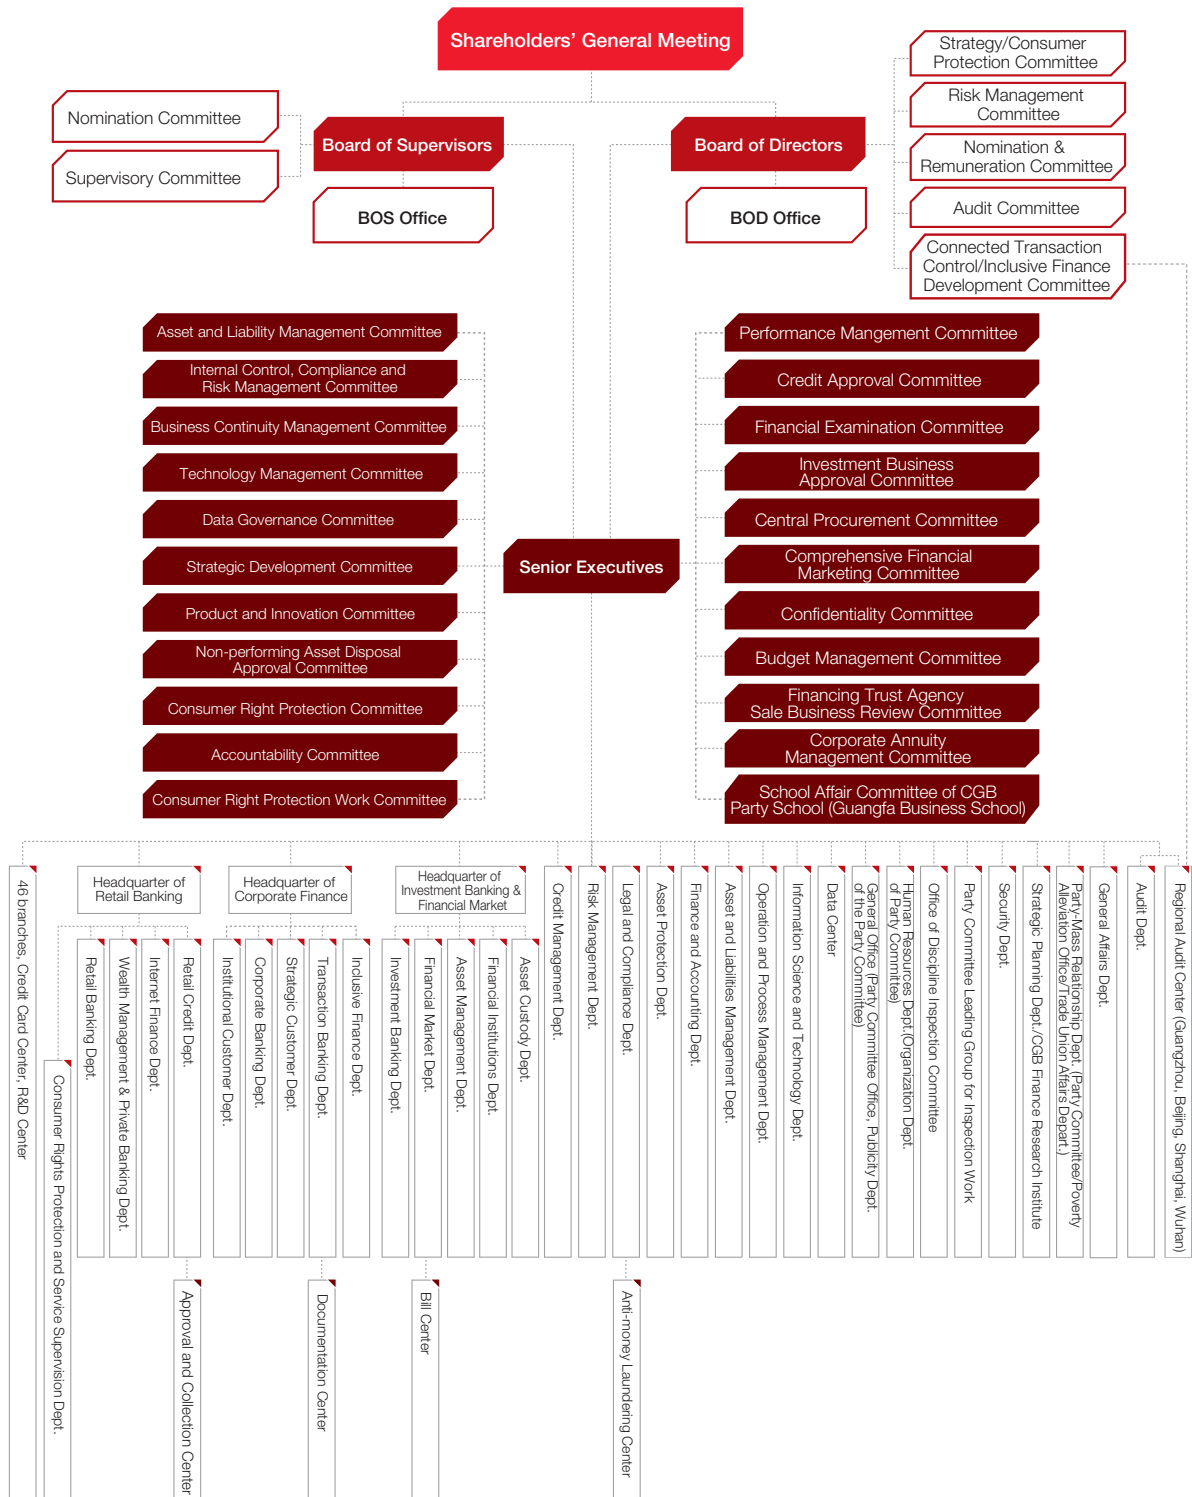 Shareholders' General Meeting
Strategy/Consumer
Protection Committee
Risk Management
Committee
Nomination Committee
Board of Supervisors
Board of Directors
Nomination &
Remuneration Committee
Supervisory Committee
BOS Office
BOD Office
Audit Committee
Connected Transaction
Control/Inclusive Finance
Development Committee
Asset and Liability Management Committee
Internal Control, Compliance and
Risk Management Committee
Business Continuity Management Committee
Technology Management Committee
Data Governance Committee
Strategic Development Committee
Product and Innovation Committee
Non-performing Asset Disposal
Approval Committee
Consumer Right Protection Committee
Accountability Committee
Consumer Right Protection Work Committee
Senior Executives
Performance Mangement Committee
Credit Approval Committee
Financial Examination Committee
Investment Business
Approval Committee
Central Procurement Committee
Comprehensive Financial
Marketing Committee
Confidentiality Committee
Budget Management Committee
Financing Trust Agency
Sale Business Review Committee
Corporate Annuity
Management Committee
School Affair Committee of CGB
Party School (Guangfa Business School)
46 branches, Credit Card Center, R&D Center
Headquarter of
Retail Banking
Consumer Rights Protection and Service Supervision Dept.
Retail Banking Dept.
Wealth Management & Private Banking Dept.
Internet Finance Dept.
Retail Credit Dept.
Approval and Collection Center
Headquarter of
Corporate Finance
Institutional Customer Dept.
Corporate Banking Dept.
Strategic Customer Dept.
Transaction Banking Dept.
Inclusive Finance Dept.
Documentation Center
Headquarter of
Investment Banking &
Financial Market
Investment Banking Dept.
Financial Market Dept.
Asset Management Dept.
Financial Institutions Dept.
Asset Custody Dept.
Bill Center
Credit Management Dept.
Risk Management Dept.
Legal and Compliance Dept.
Anti-money Laundering Center
Asset Protection Dept.
Finance and Accounting Dept.
Asset and Liabilities Management Dept.
Operation and Process Management Dept.
Information Science and Technology Dept.
Data Center
General Office (Party Committee Office, Publicity Dept.
of the Party Committee)
Human Resources Dept.(Organization Dept.
of Party Committee)
Office of Discipline Inspection Committee
Party Committee Leading Group for Inspection Work
Security Dept.
Strategic Planning Dept./CGB Finance Research Institute
Party-Mass Relationship Dept. (Party Committee/Poverty
Alleviation Office/Trade Union Affairs Depart.)
General Affairs Dept.
Audit Dept.
Regional Audit Center (Guangzhou, Beijing, Shanghai, Wuhan)